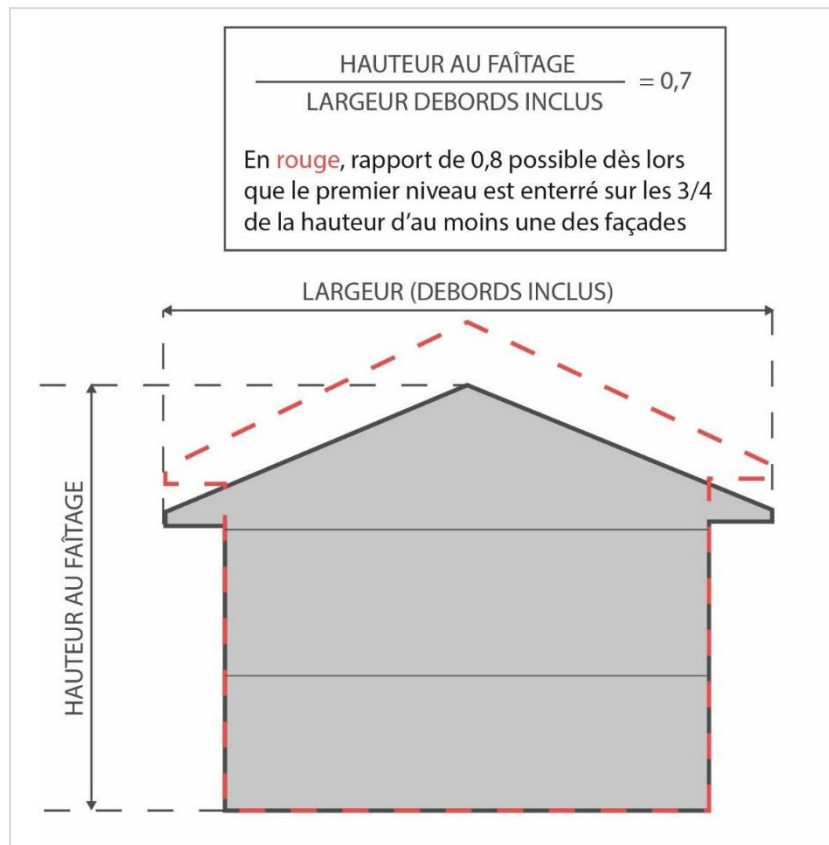 HAUTEUR AU FAÎTAGE
LARGEUR DEBORDS INCLUS
= 0,7
En rouge, rapport de 0,8 possible dès lors
que le premier niveau est enterré sur les 3/4
de la hauteur d’au moins une des façades
LARGEUR (DEBORDS INCLUS)
HAUTEUR AU FAÎTAGE